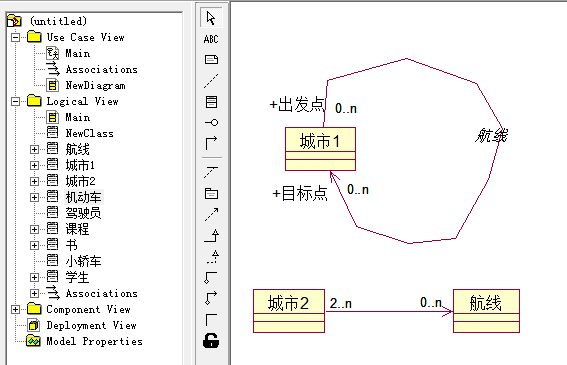 (untitled)
Use Case View
Main
Associations
NewDiagram
Logical View
Main
NewClass
航线
城市1
城市2
机动车
驾驶员
课程
书
小轿车
学生
Associations
Component View
Deployment View
Model Properties
ABC
+出发点
0..n
城市1
航线
+目标点
0..n
城市2
2..n
0..n
航线